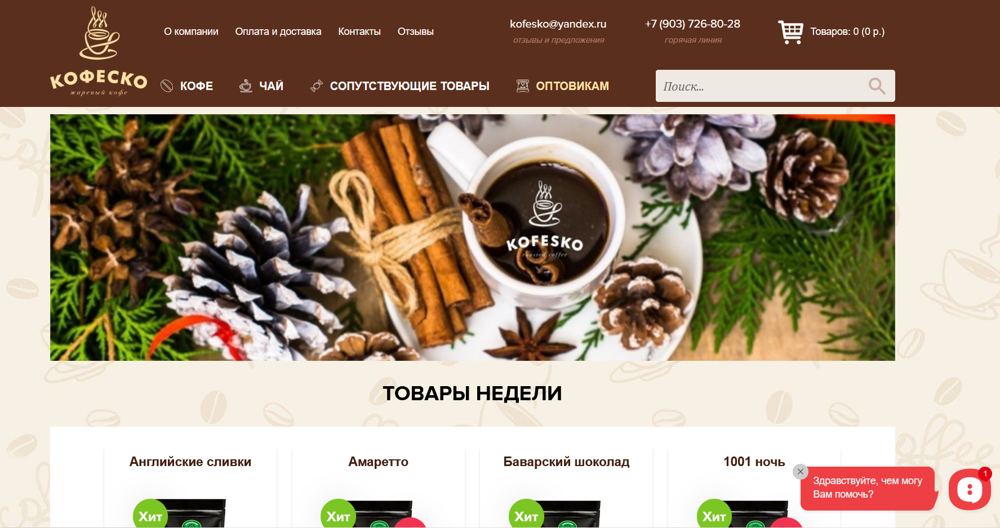 О компании
Оплата и доставка
Контакты
Отзывы
kofesko@yandex.ru
отзывы и предложения
+7 (903) 726-80-28
горячая линия
Товаров: 0 (0 р.)
КОФЕСКО
жареный кофе
КОФЕ
ЧАЙ
СОПУТСТВУЮЩИЕ ТОВАРЫ
ОПТОВИКАМ
Поиск...
KOFESKO
roasted coffee
ТОВАРЫ НЕДЕЛИ
Английские сливки
Амаретто
Баварский шоколад
1001 ночь
Хит
Хит
Хит
Хит
Здравствуйте, чем могу
Вам помочь?
1